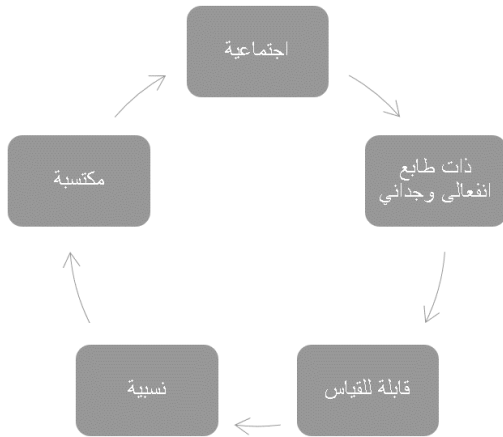 اجتماعية
ذات طابع
انفعالى وجداني
قابلة للقياس
نسبية
مكتسبة